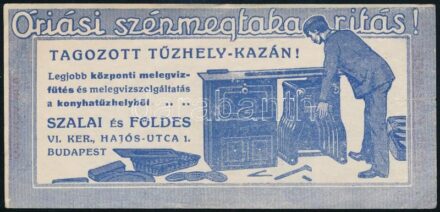 Óriási szénmegtakarítás!
TAGOZOTT TŰZHELY-KAZÁN!
Legjobb központi melegvíz-
fűtés és melegvízszolgáltatás
a konyhatűzhelyből „ „
SZALAI ÉS FÖLDES
VI. KER., HAJÓS-UTCA 1.
BUDAPEST